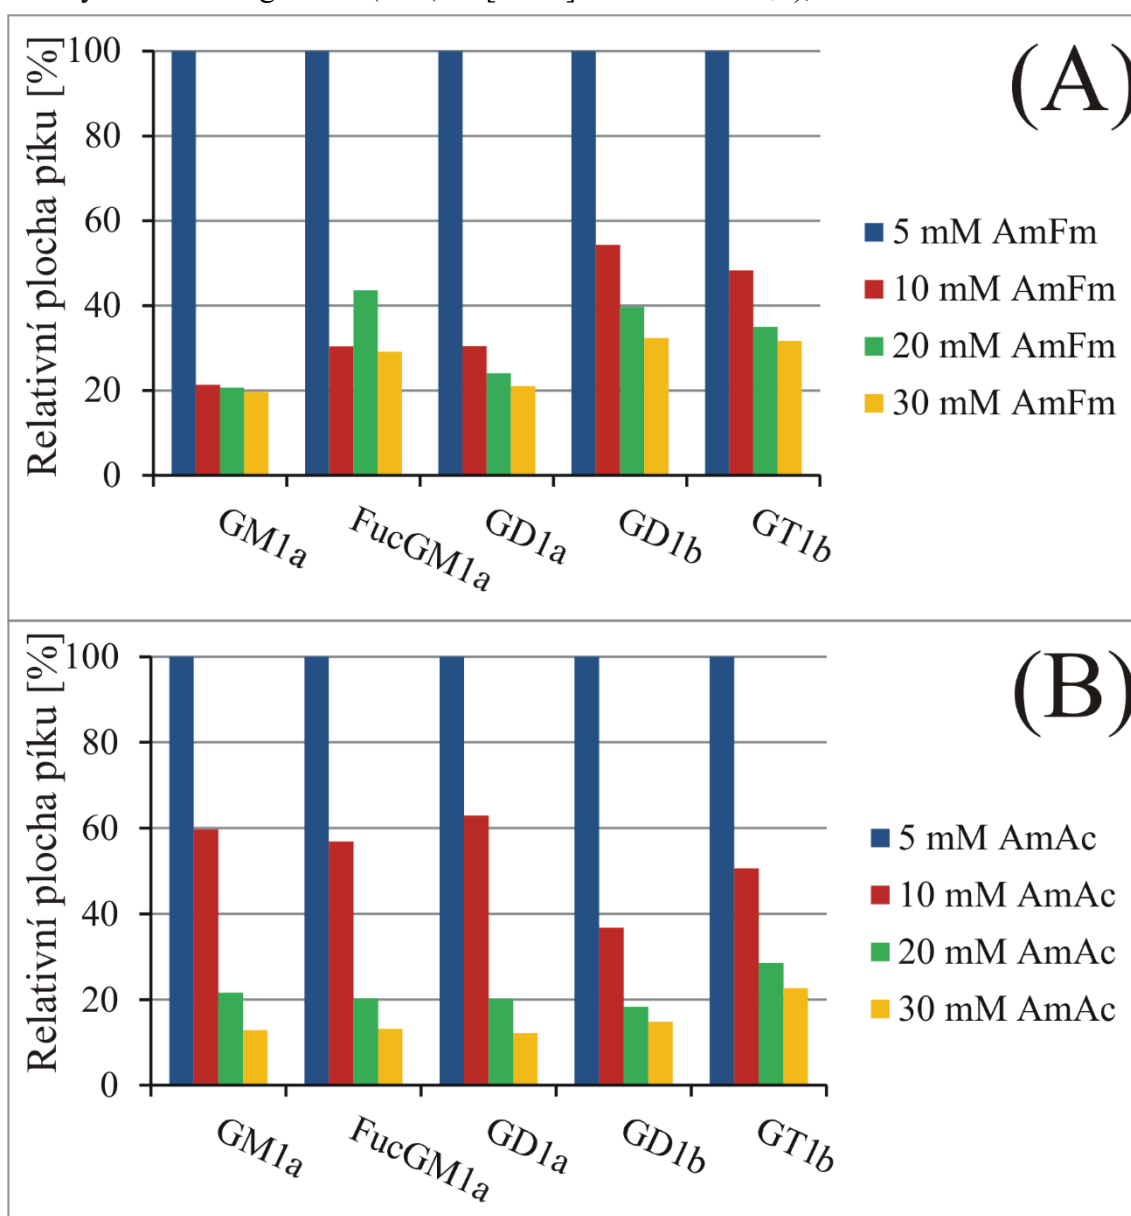 (A)
Relativní plocha píku [%]
100
80
60
40
20
0
GM1a
FucGM1a
GD1a
GD1b
GT1b
5 mM AmFm
10 mM AmFm
20 mM AmFm
30 mM AmFm
(B)
Relativní plocha píku [%]
100
80
60
40
20
0
GM1a
FucGM1a
GD1a
GD1b
GT1b
5 mM AmAc
10 mM AmAc
20 mM AmAc
30 mM AmAc